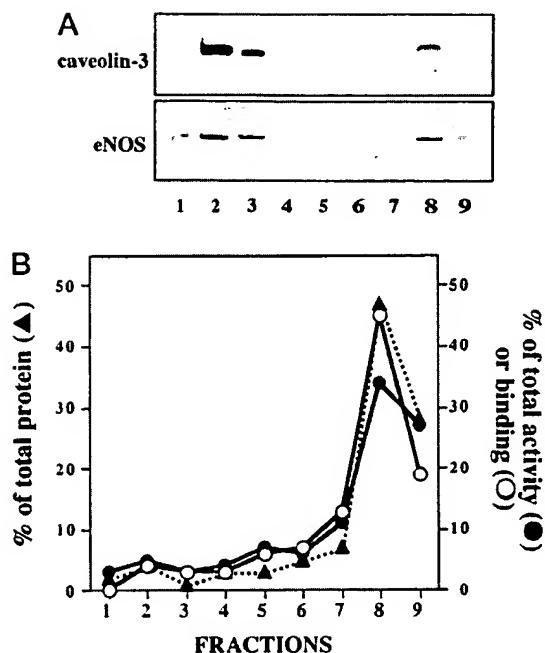 A
caveolin-3
eNOS
1 2 3 4 5 6 7 8 9
B
% of total protein (▲)
50
40
30
20
10
0
50
40
30
20
10
0
% of total activity (●)
or binding (○)
1 2 3 4 5 6 7 8 9
FRACTIONS